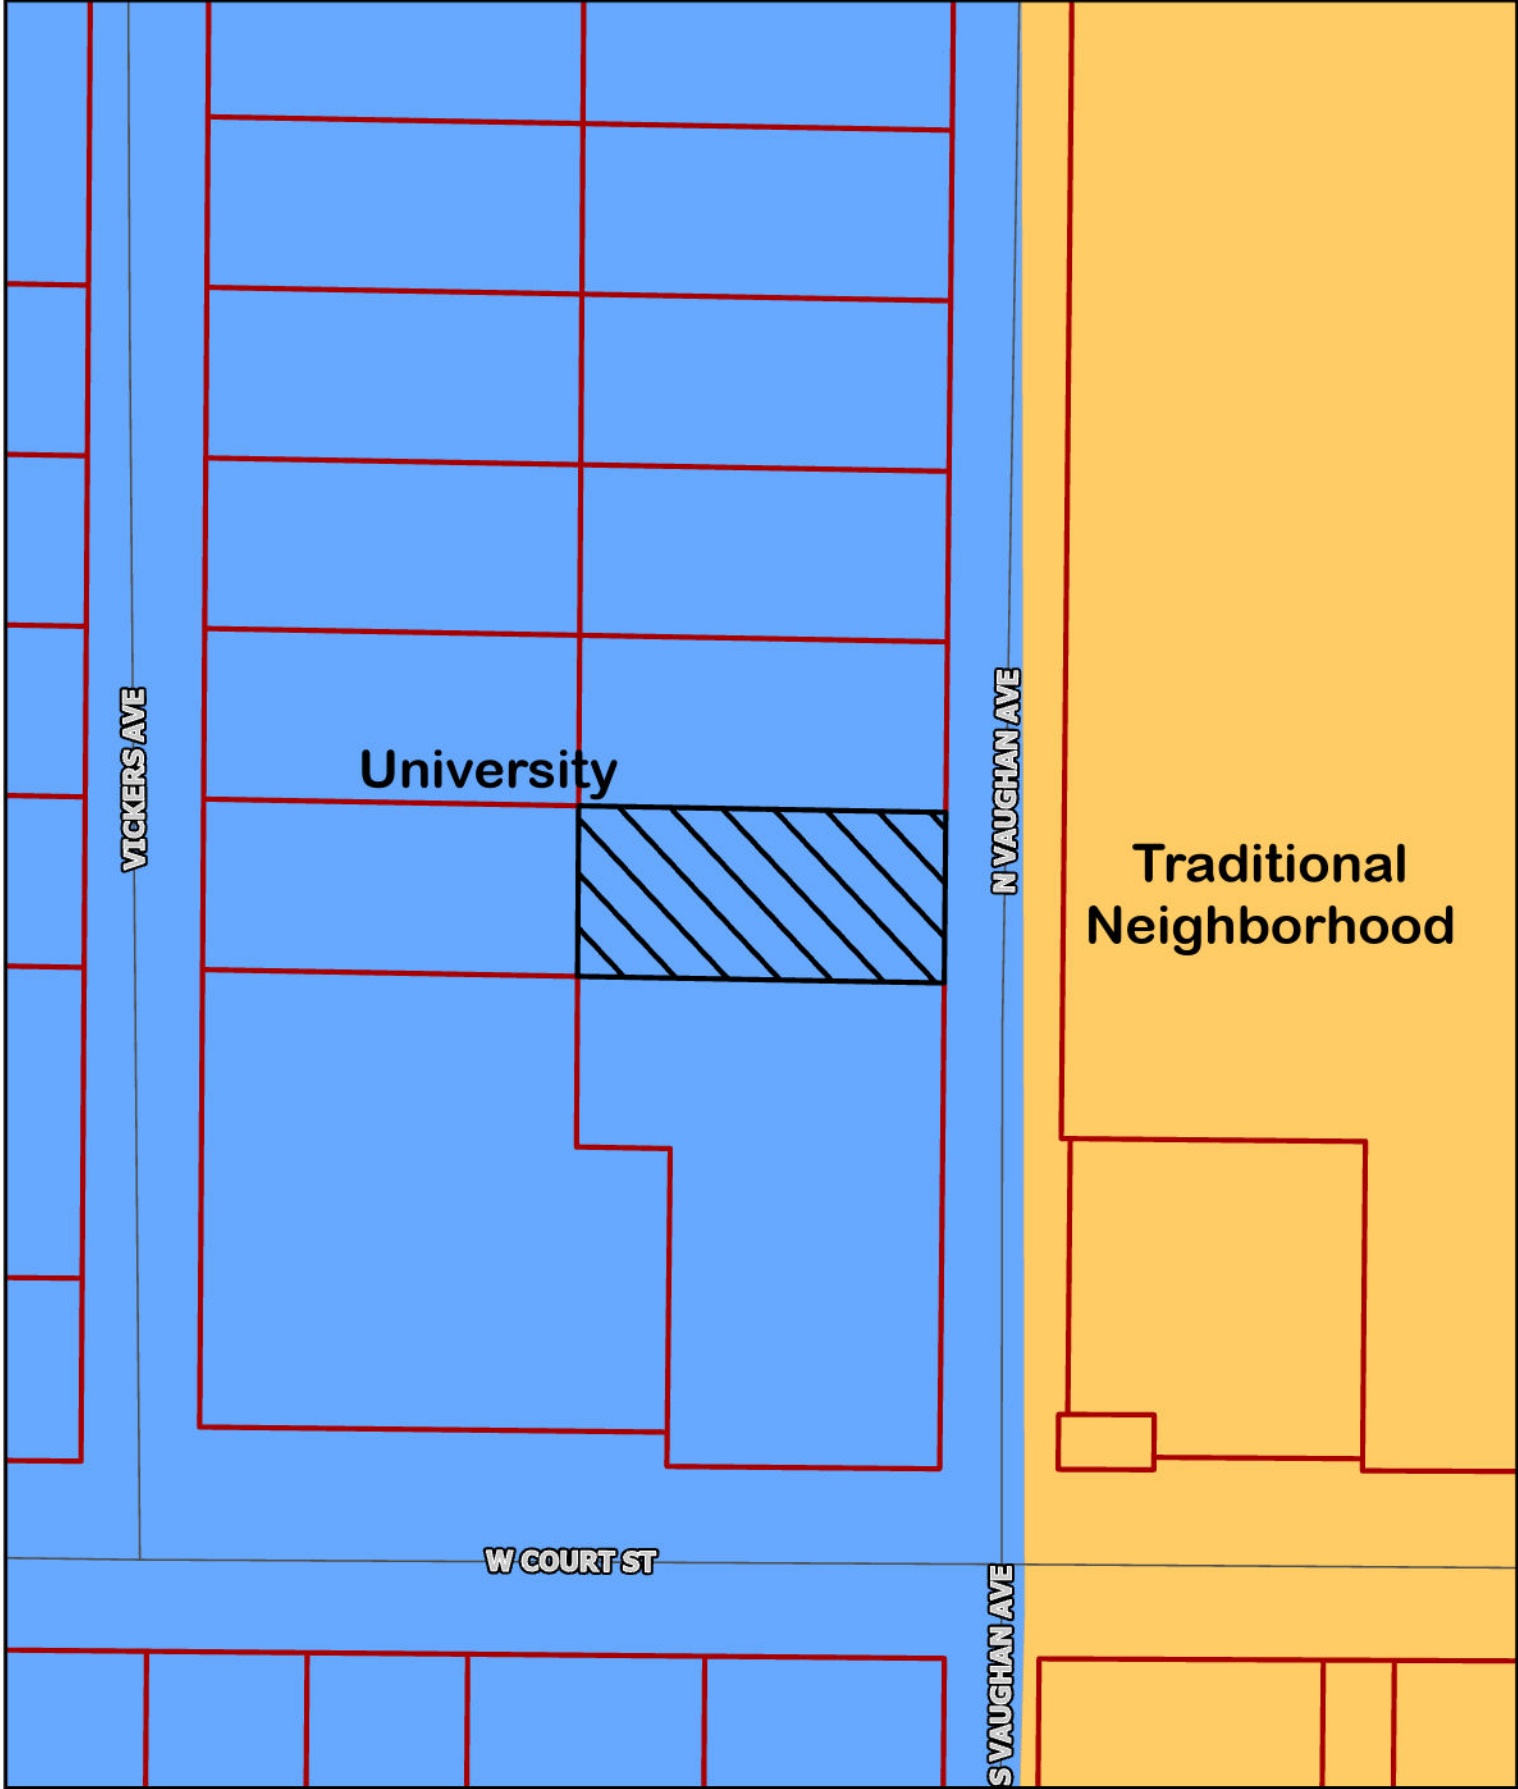 VICKERS AVE
University
N VAUGHAN AVE
Traditional
Neighborhood
W COURT ST
S VAUGHAN AVE